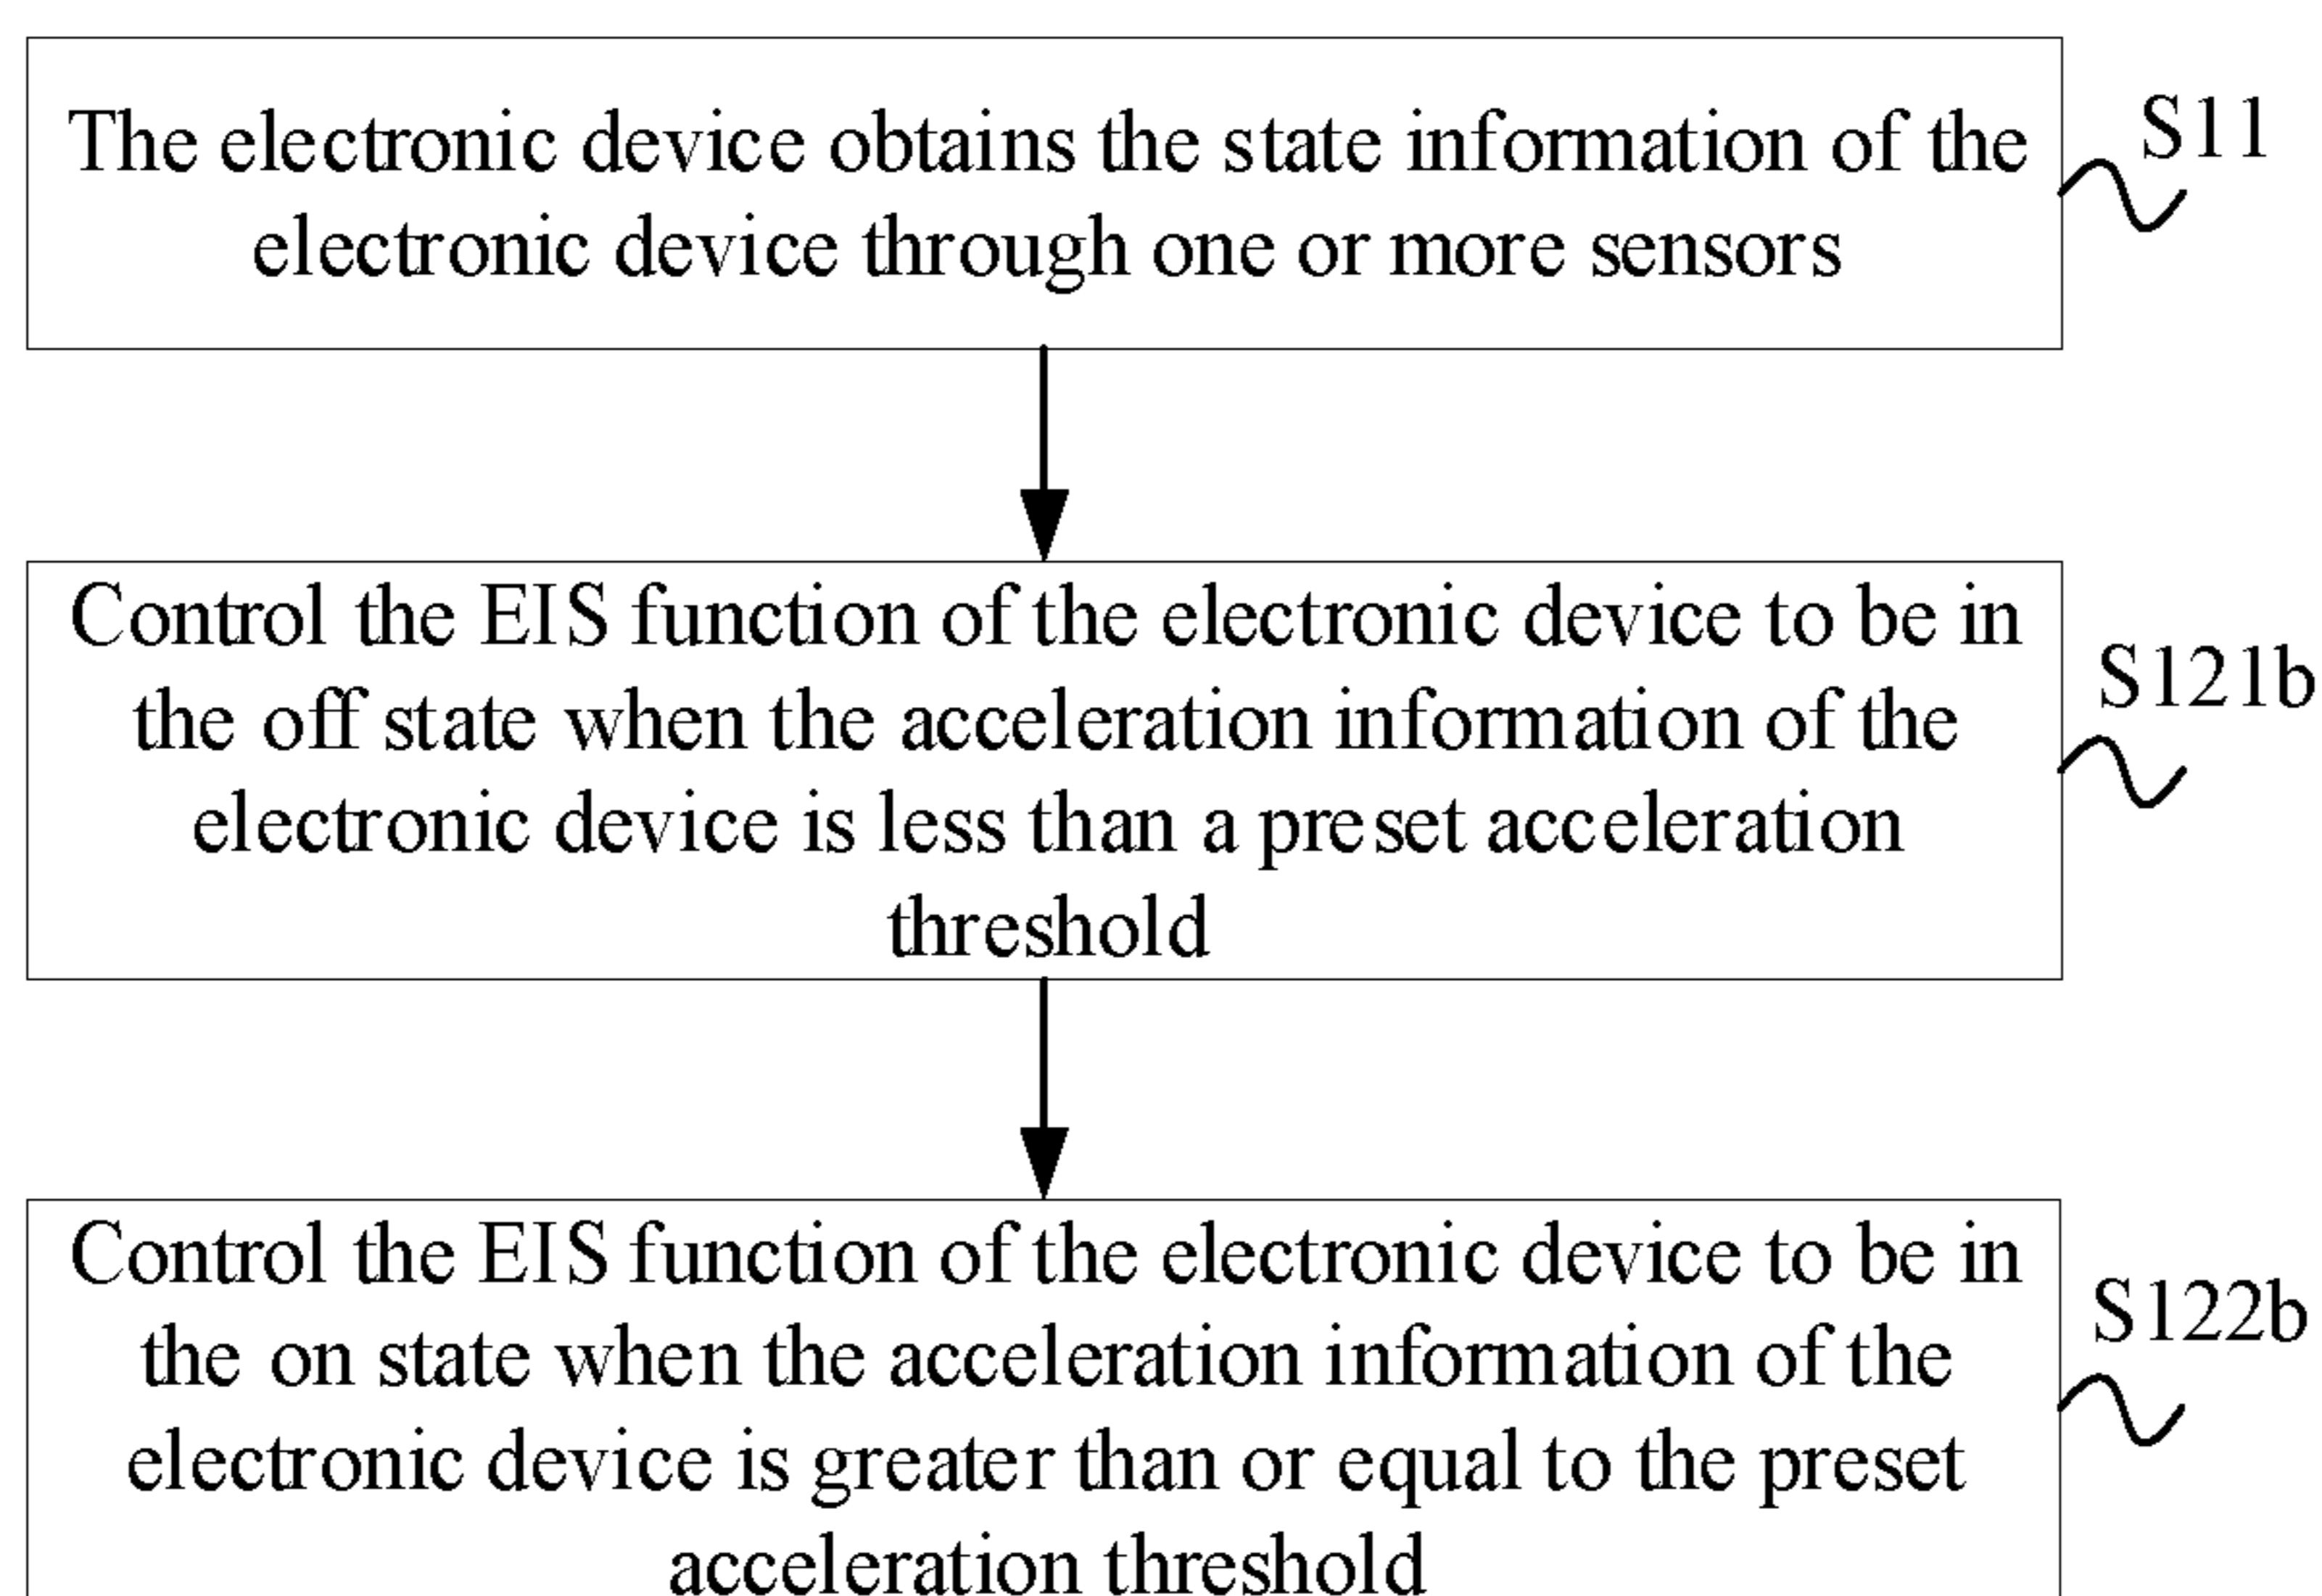 The electronic device obtains the state information of the
electronic device through one or more sensors
S11
Control the EIS function of the electronic device to be in
the off state when the acceleration information of the
electronic device is less than a preset acceleration
threshold
S121b
Control the EIS function of the electronic device to be in
the on state when the acceleration information of the
electronic device is greater than or equal to the preset
acceleration threshold
S122b